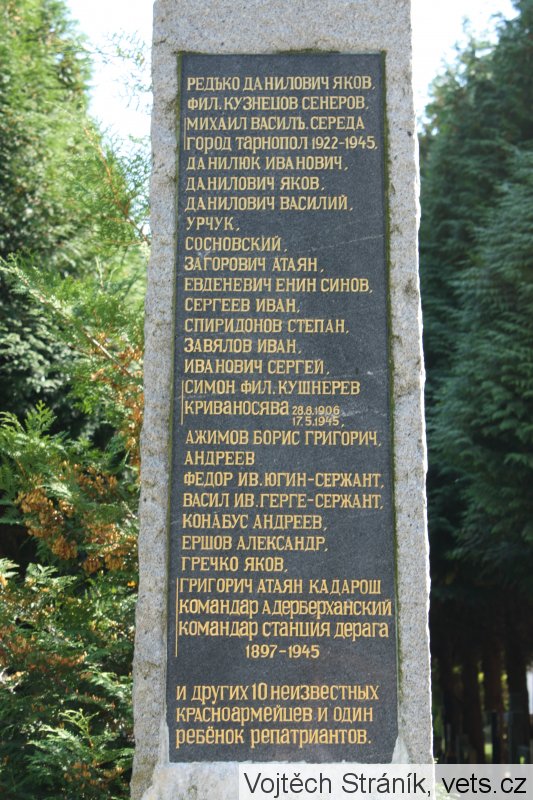 РЕДЪКО ДАНИЛОВИЧ ЯКОВ,
ФИЛ. КУЗНЕЦОВ СЕНЕРОВ,
МИХАИЛ ВАСИЛЬ. СЕРЕДА
ГОРОД ТАРНОПОЛ 1922-1945.
ДАНИЛЮК ИВАНОВИЧ,
ДАНИЛОВИЧ ЯКОВ,
ДАНИЛОВИЧ ВАСИЛИЙ,
УРЧУК,
СОСНОВСКИЙ,
ЗАГОРОВИЧ АТАЯН,
ЕВДЕНЕВИЧ ЕНИН СИНОВ,
СЕРГЕЕВ ИВАН,
СПИРИДОНОВ СТЕПАН,
ЗАВЯЛОВ ИВАН,
ИВАНОВИЧ СЕРГЕЙ,
СИМОН ФИЛ. КУШНЕРЕВ
КРИВАНОСЯВА 28.8.1906
17.5.1945,
АЖИМОВ БОРИС ГРИГОРИЧ,
АНДРЕЕВ
ФЕДОР ИВ. ЮГИН-СЕРЖАНТ,
ВАСИЛ ИВ. ГЕРГЕ-СЕРЖАНТ,
КОНАБУС АНДРЕЕВ,
ЕРШОВ АЛЕКСАНДР,
ГРЕЧКО ЯКОВ,
ГРИГОРИЧ АТАЯН КАДАРОШ
КОМАНДАР АДЕРБЕРХАНСКИЙ
КОМАНДАР СТАНЦИЯ ДЕРАГА
1897-1945
И ДРУГИХ 10 НЕИЗВЕСТНЫХ
КРАСНОАРМЕЙЦЕВ И ОДИН
РЕБЁНОК РЕПАТРИАНТОВ.
Vojtěch Stráník, vets.cz